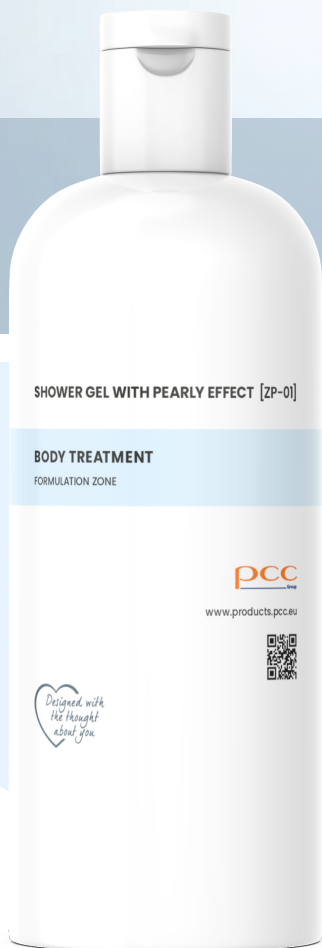 SHOWER GEL WITH PEARLY EFFECT [ZP-01]
BODY TREATMENT
FORMULATION ZONE
pcc
Group
www.products.pcc.eu
Designed with
the thought
about you